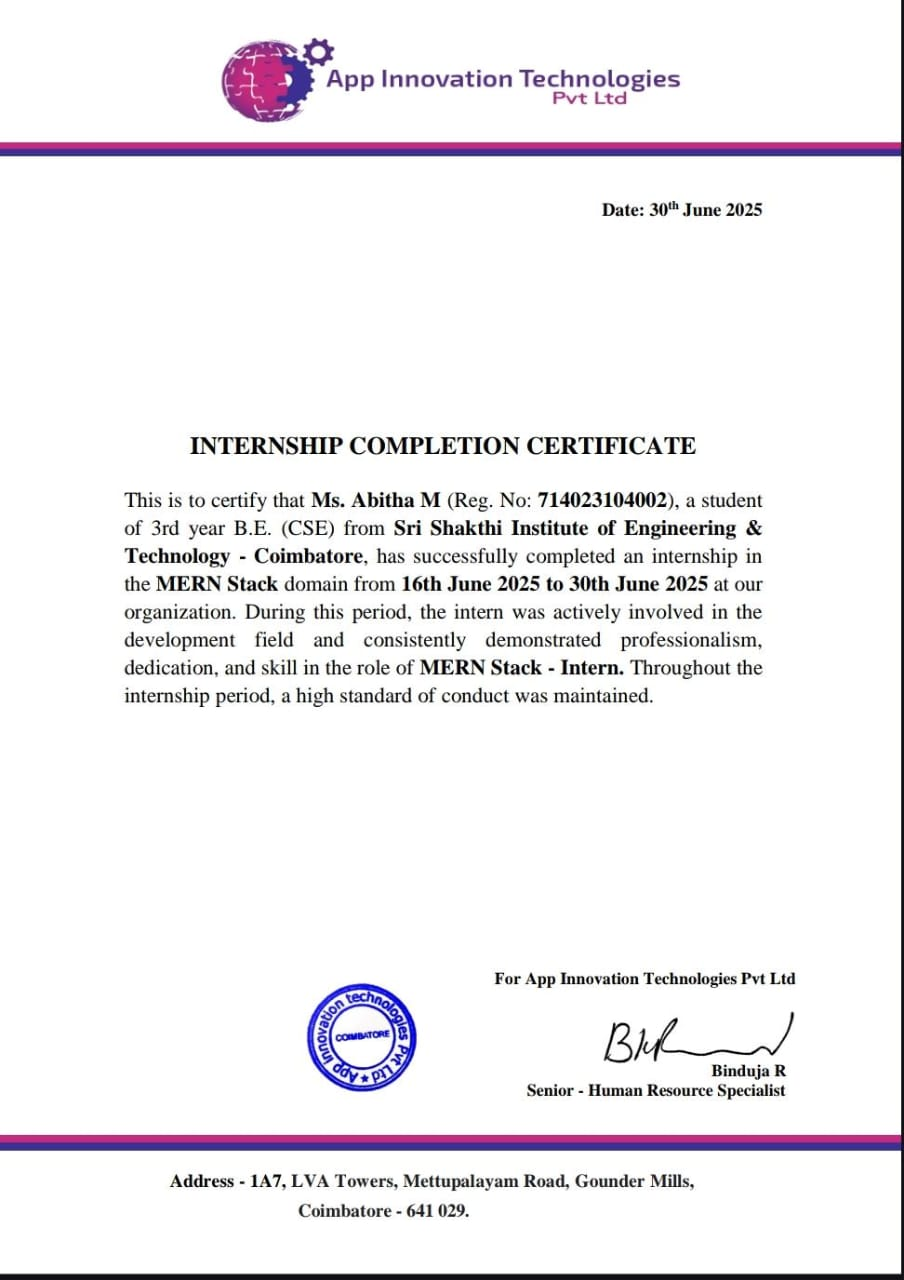 App Innovation Technologies
Pvt Ltd
Date: 30th June 2025
INTERNSHIP COMPLETION CERTIFICATE
This is to certify that Ms. Abitha M (Reg. No: 714023104002), a student
of 3rd year B.E. (CSE) from Sri Shakthi Institute of Engineering &
Technology - Coimbatore, has successfully completed an internship in
the MERN Stack domain from 16th June 2025 to 30th June 2025 at our
organization. During this period, the intern was actively involved in the
development field and consistently demonstrated professionalism,
dedication, and skill in the role of MERN Stack - Intern. Throughout the
internship period, a high standard of conduct was maintained.
For App Innovation Technologies Pvt Ltd
App innovation technologies Pvt Ltd
COIMBATORE
Binduja R
Senior - Human Resource Specialist
Address - 1A7, LVA Towers, Mettupalayam Road, Gounder Mills,
Coimbatore - 641 029.